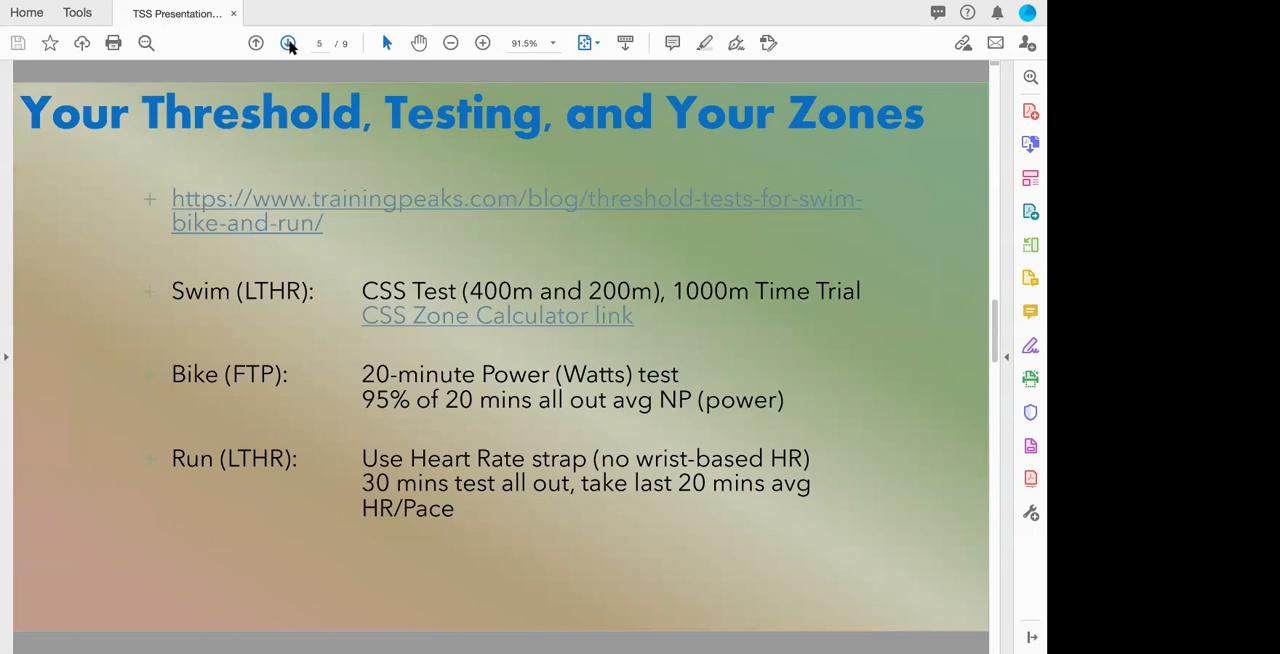 Home Tools TSS Presentation... ×
5 / 9 91.5%
Your Threshold, Testing, and Your Zones
+ https://www.trainingpeaks.com/blog/threshold-tests-for-swim-
bike-and-run/
+ Swim (LTHR): CSS Test (400m and 200m), 1000m Time Trial
CSS Zone Calculator link
+ Bike (FTP): 20-minute Power (Watts) test
95% of 20 mins all out avg NP (power)
+ Run (LTHR): Use Heart Rate strap (no wrist-based HR)
30 mins test all out, take last 20 mins avg
HR/Pace